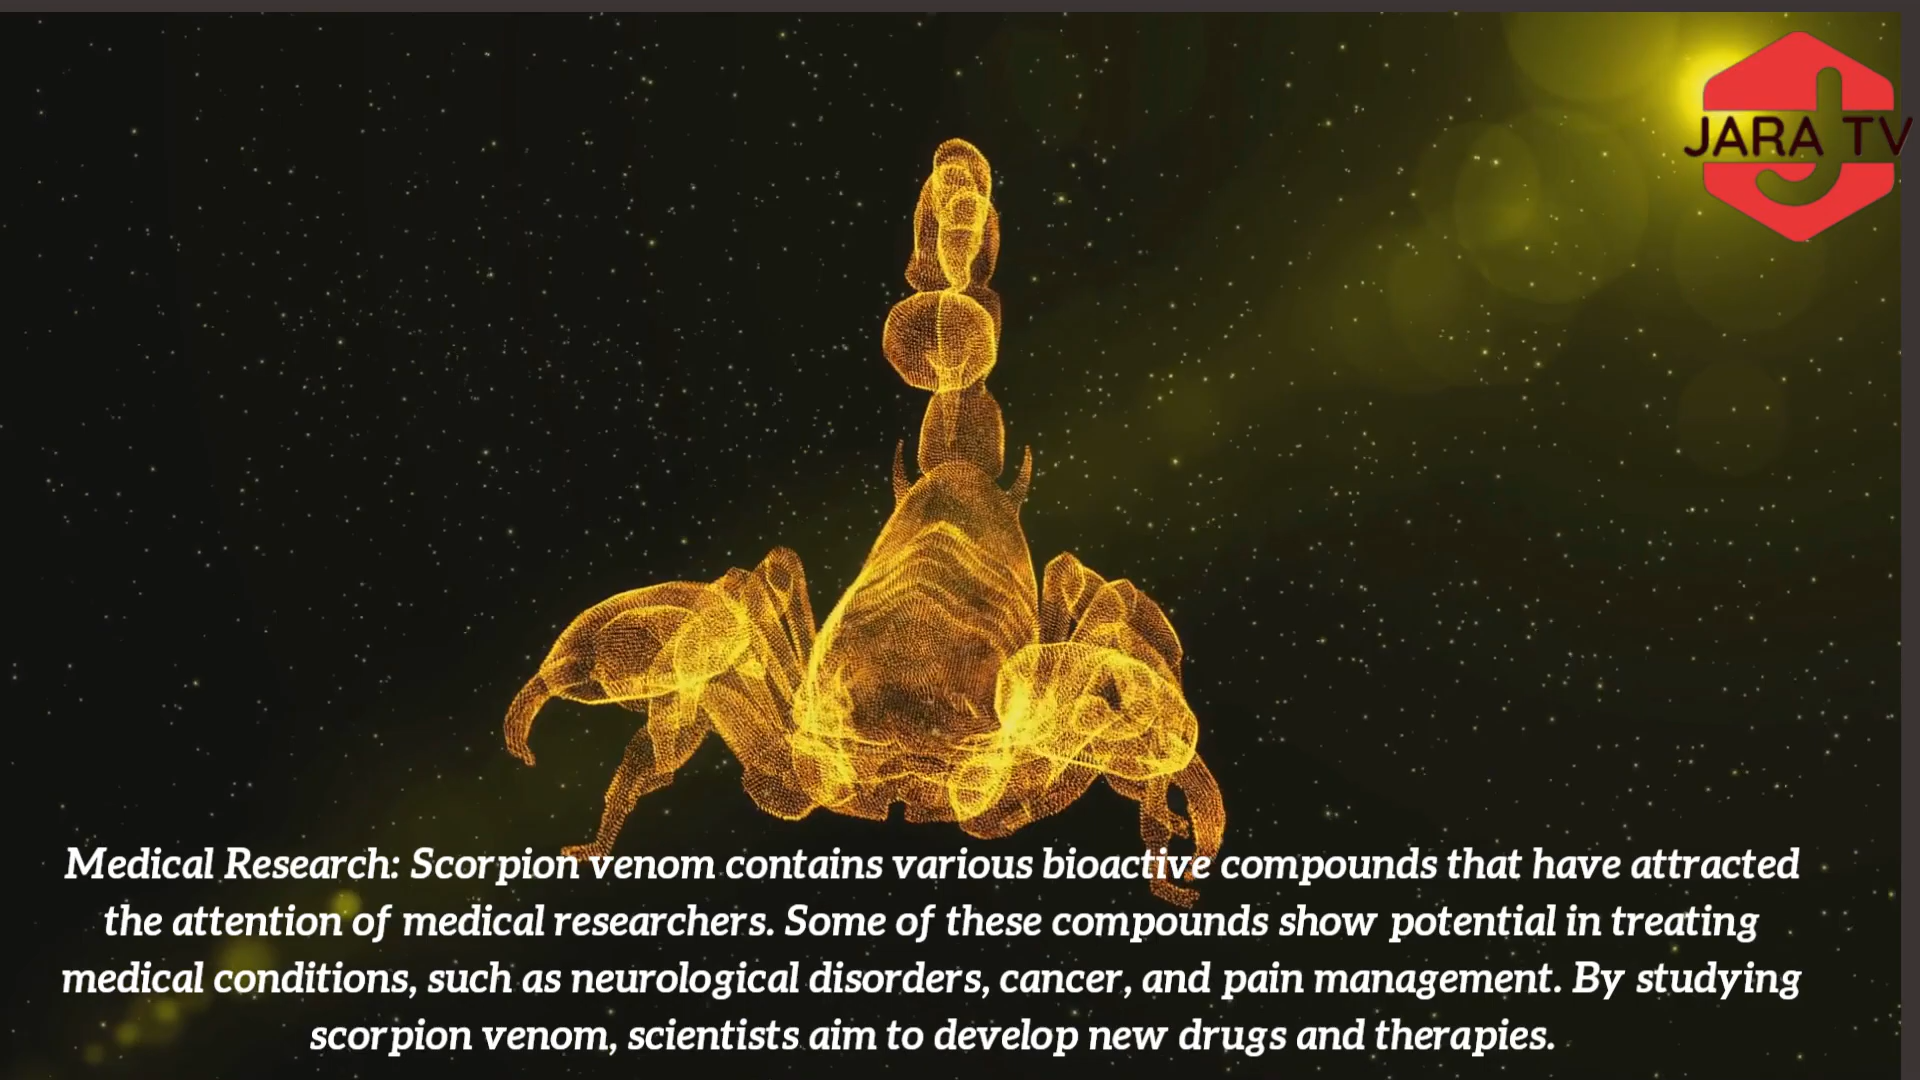 JARA TV
Medical Research: Scorpion venom contains various bioactive compounds that have attracted
the attention of medical researchers. Some of these compounds show potential in treating
medical conditions, such as neurological disorders, cancer, and pain management. By studying
scorpion venom, scientists aim to develop new drugs and therapies.